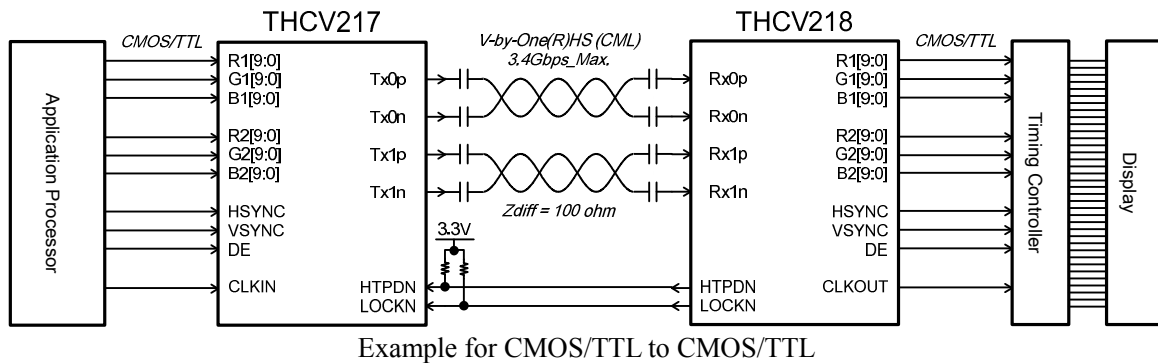 THCV217
THCV218
CMOS/TTL
V-by-One(R)HS (CML)
3.4Gbps_Max.
CMOS/TTL
Application Processor
R1[9:0]
G1[9:0]
B1[9:0]
R2[9:0]
G2[9:0]
B2[9:0]
HSYNC
VSYNC
DE
CLKIN
Tx0p
Tx0n
Tx1p
Tx1n
HTPDN
LOCKN
Zdiff = 100 ohm
3.3V
Rx0p
Rx0n
Rx1p
Rx1n
HTPDN
LOCKN
R1[9:0]
G1[9:0]
B1[9:0]
R2[9:0]
G2[9:0]
B2[9:0]
HSYNC
VSYNC
DE
CLKOUT
Timing Controller
Display
Example for CMOS/TTL to CMOS/TTL